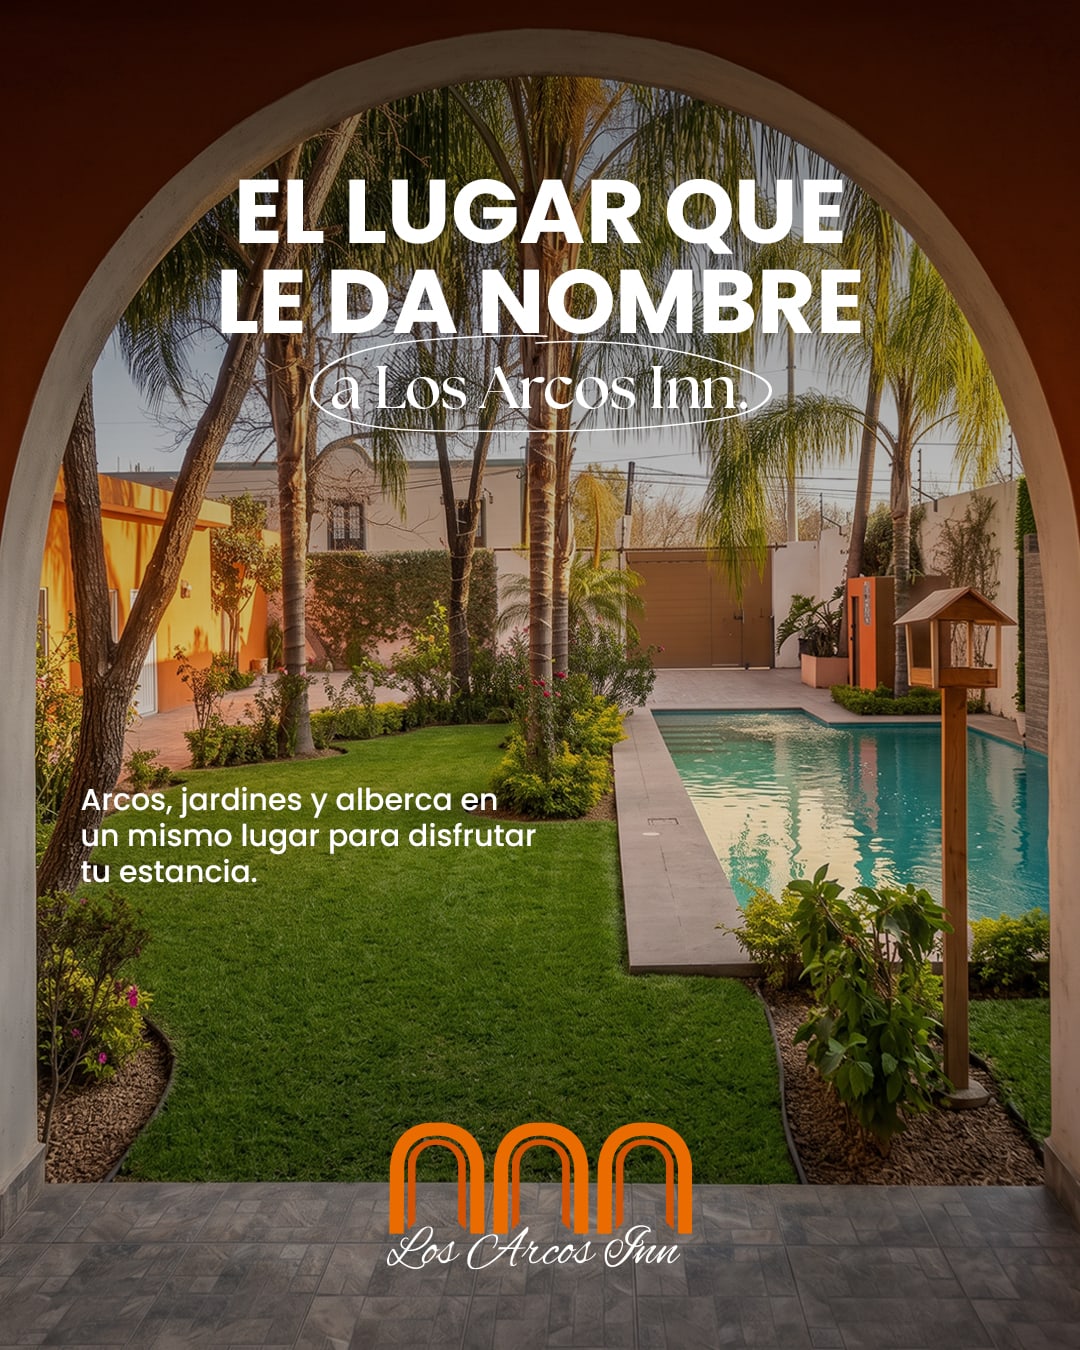 EL LUGAR QUE
LE DA NOMBRE
a Los Arcos Inn.
Arcos, jardines y alberca en
un mismo lugar para disfrutar
tu estancia.
Los Arcos Inn